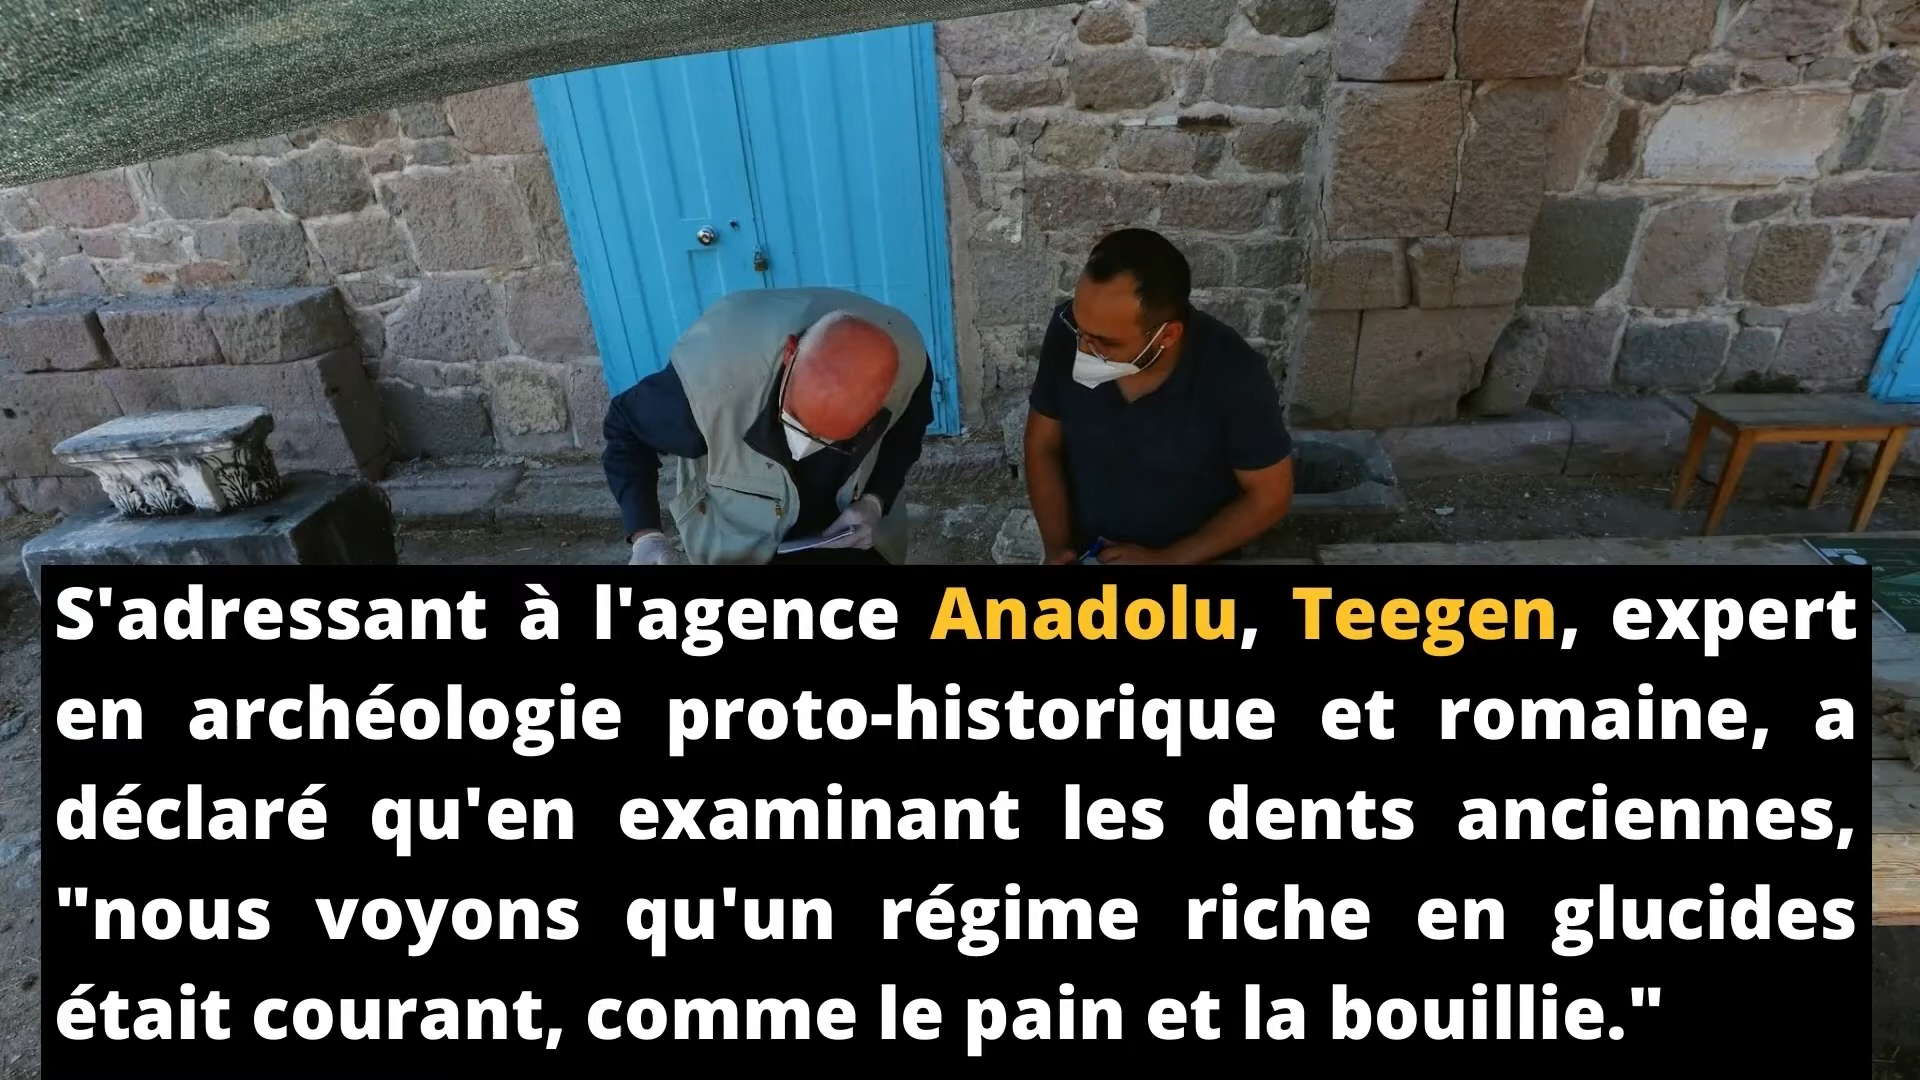 S'adressant à l'agence Anadolu, Teegen, expert
en archéologie proto-historique et romaine, a
déclaré qu'en examinant les dents anciennes,
"nous voyons qu'un régime riche en glucides
était courant, comme le pain et la bouillie."